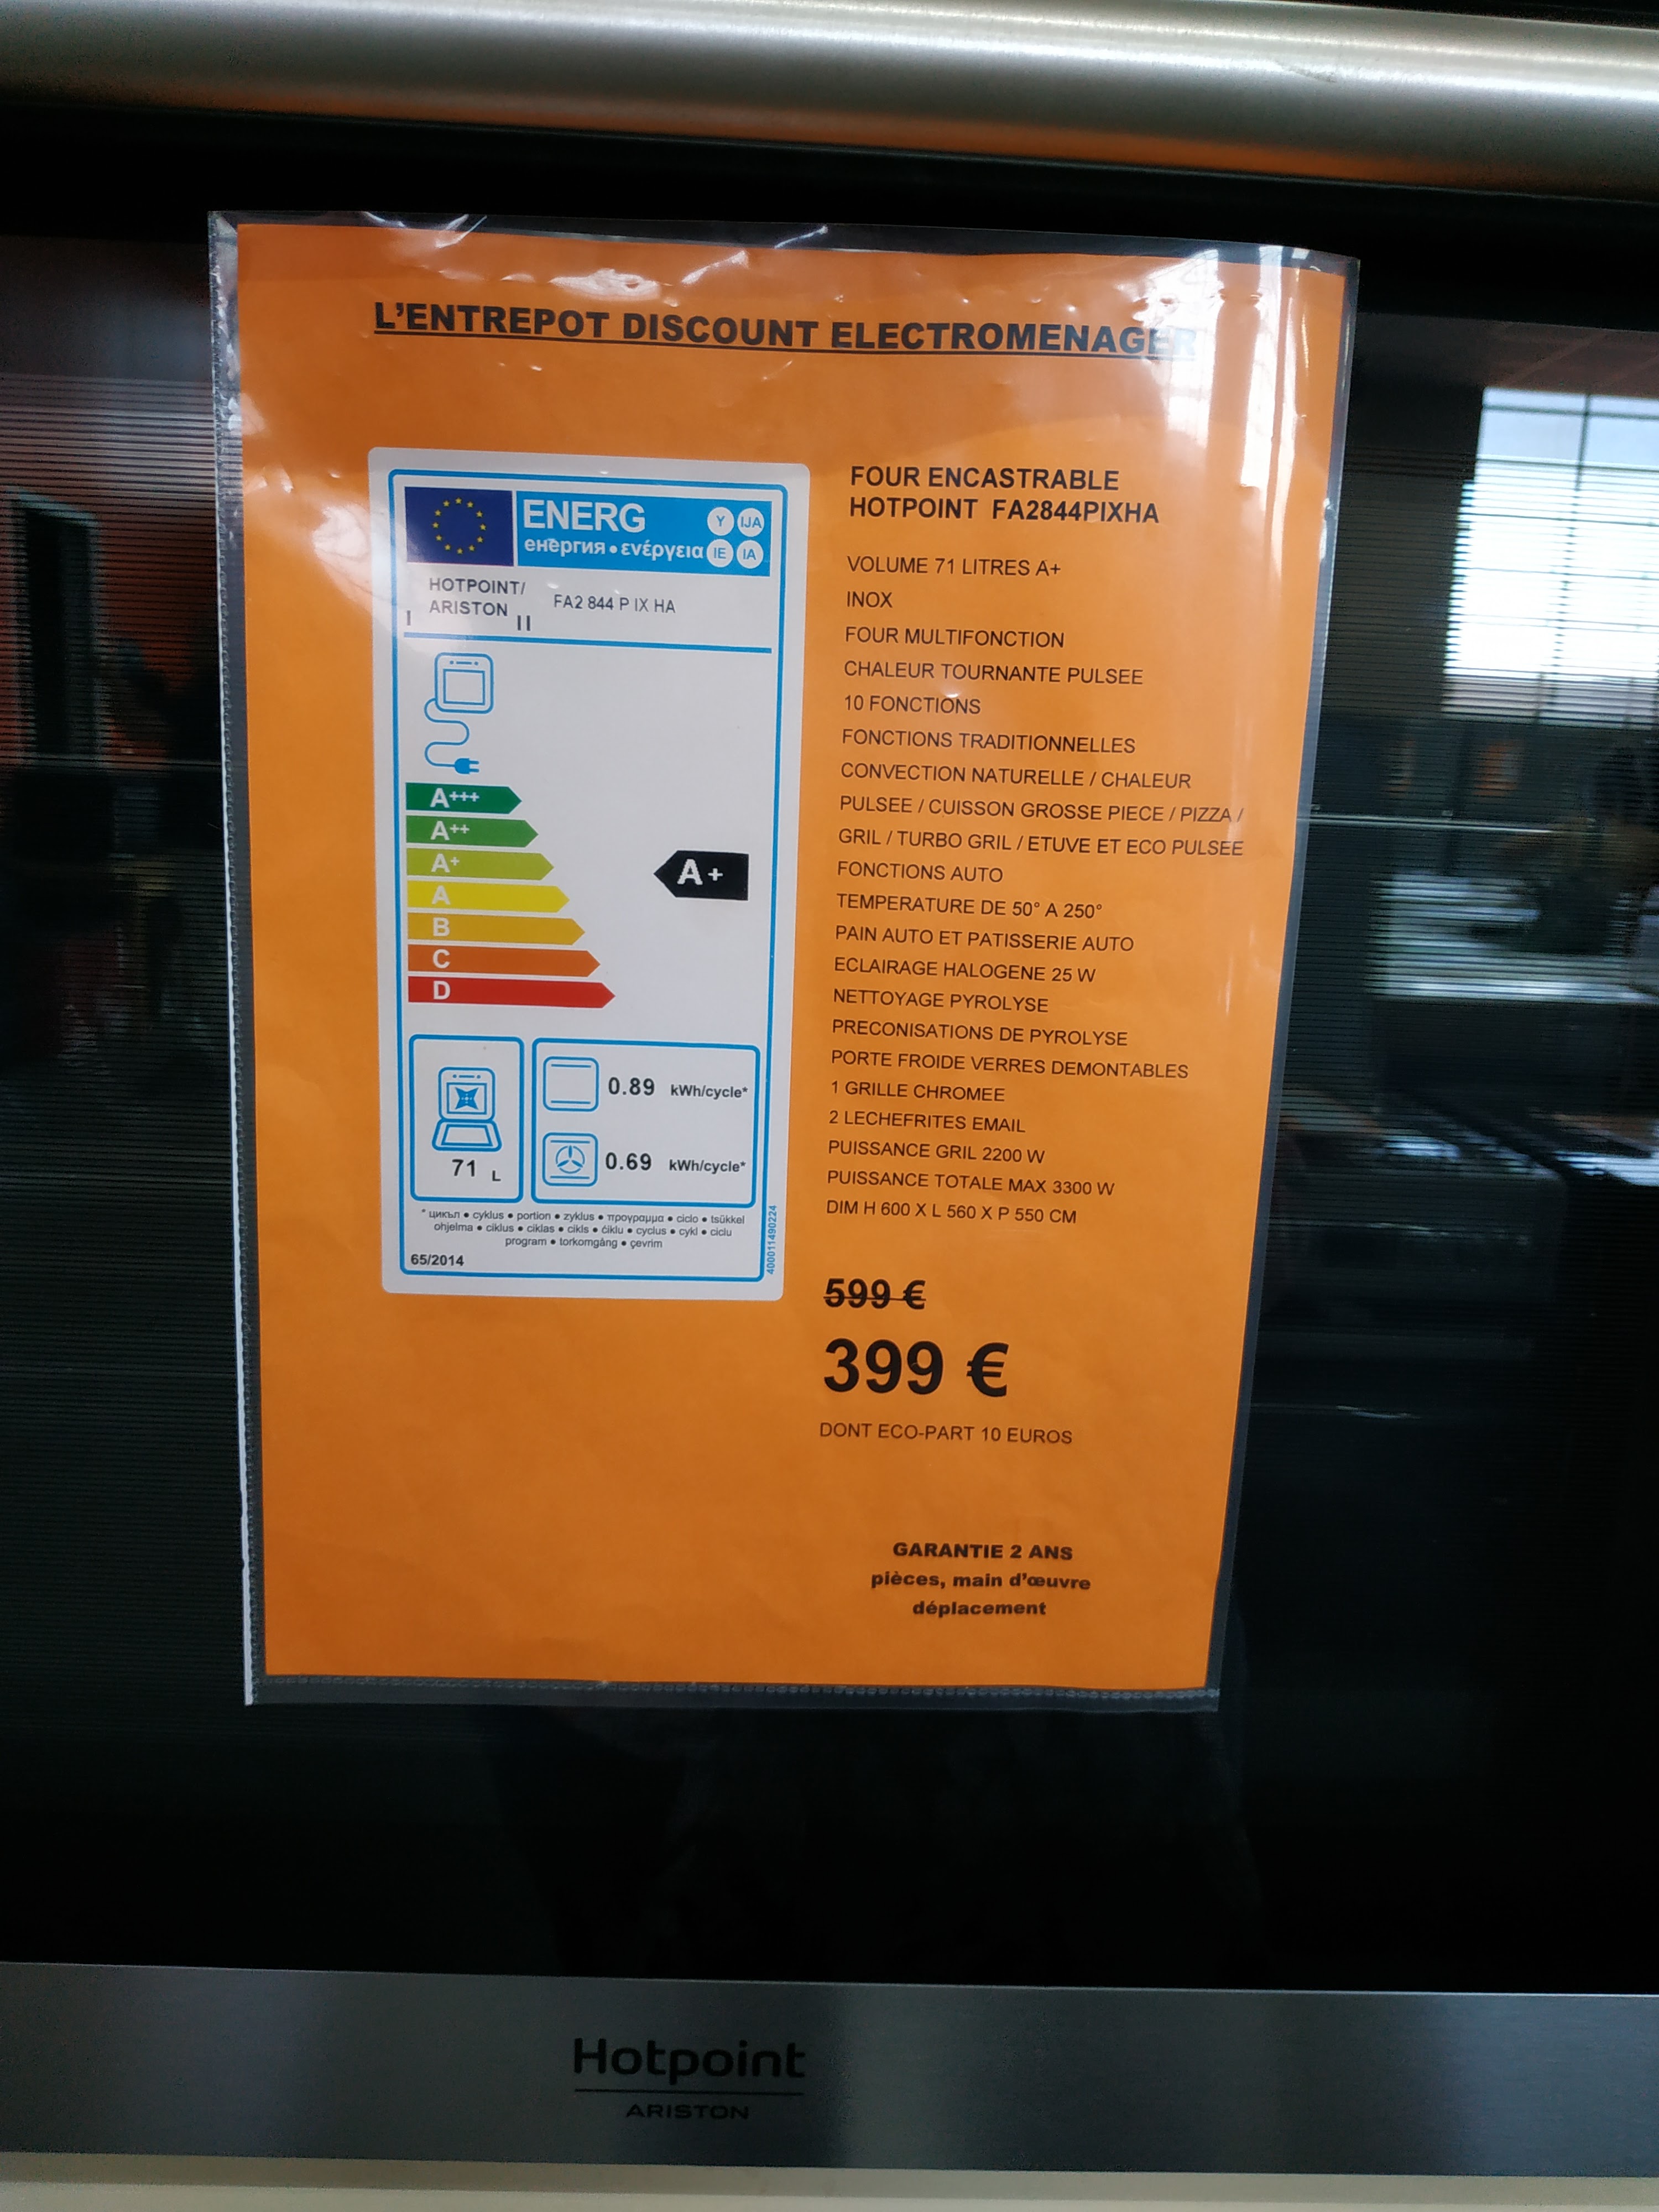 L'ENTREPOT DISCOUNT ELECTROMENAGER
ENERG
енергия • ενέργεια
Y IJA
IE IA
HOTPOINT/
ARISTON
I
II
FA2 844 P IX HA
A+++
A++
A+
A
B
C
D
A+
71 L
0.89 kWh/cycle*
0.69 kWh/cycle*
* цикъл • cyklus • portion • zyklus • προγραμμα • ciclo • tsükkel
ohjelma • ciklus • ciklas • cikls • ċiklu • cyclus • cykl • ciclu
program • torkomgång • çevrim
65/2014
400011490224
FOUR ENCASTRABLE
HOTPOINT FA2844PIXHA
VOLUME 71 LITRES A+
INOX
FOUR MULTIFONCTION
CHALEUR TOURNANTE PULSEE
10 FONCTIONS
FONCTIONS TRADITIONNELLES
CONVECTION NATURELLE / CHALEUR
PULSEE / CUISSON GROSSE PIECE / PIZZA /
GRIL / TURBO GRIL / ETUVE ET ECO PULSEE
FONCTIONS AUTO
TEMPERATURE DE 50° A 250°
PAIN AUTO ET PATISSERIE AUTO
ECLAIRAGE HALOGENE 25 W
NETTOYAGE PYROLYSE
PRECONISATIONS DE PYROLYSE
PORTE FROIDE VERRES DEMONTABLES
1 GRILLE CHROMEE
2 LECHEFRITES EMAIL
PUISSANCE GRIL 2200 W
PUISSANCE TOTALE MAX 3300 W
DIM H 600 X L 560 X P 550 CM
599 €
399 €
DONT ECO-PART 10 EUROS
GARANTIE 2 ANS
pièces, main d'œuvre
déplacement
Hotpoint
ARISTON